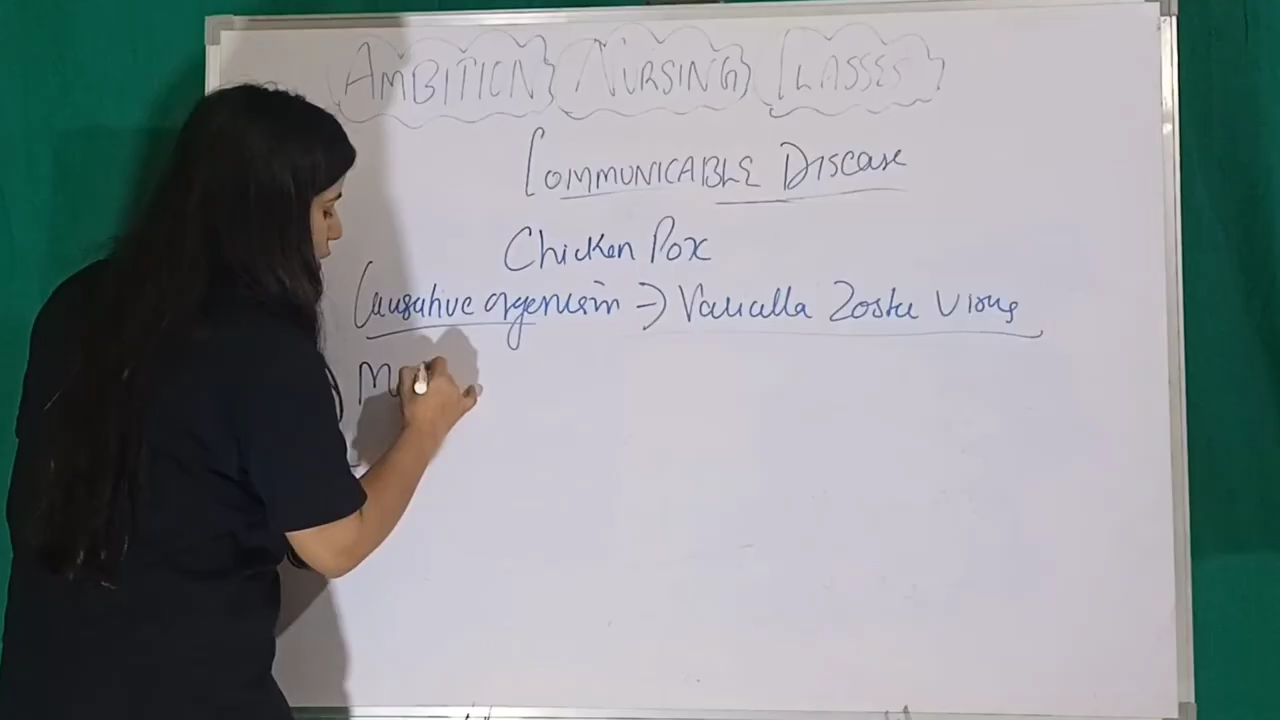 AMBITION NURSING CLASSES
COMMUNICABLE DISEASE
Chicken Pox
Causative organism => Varicella Zoster Virus
M